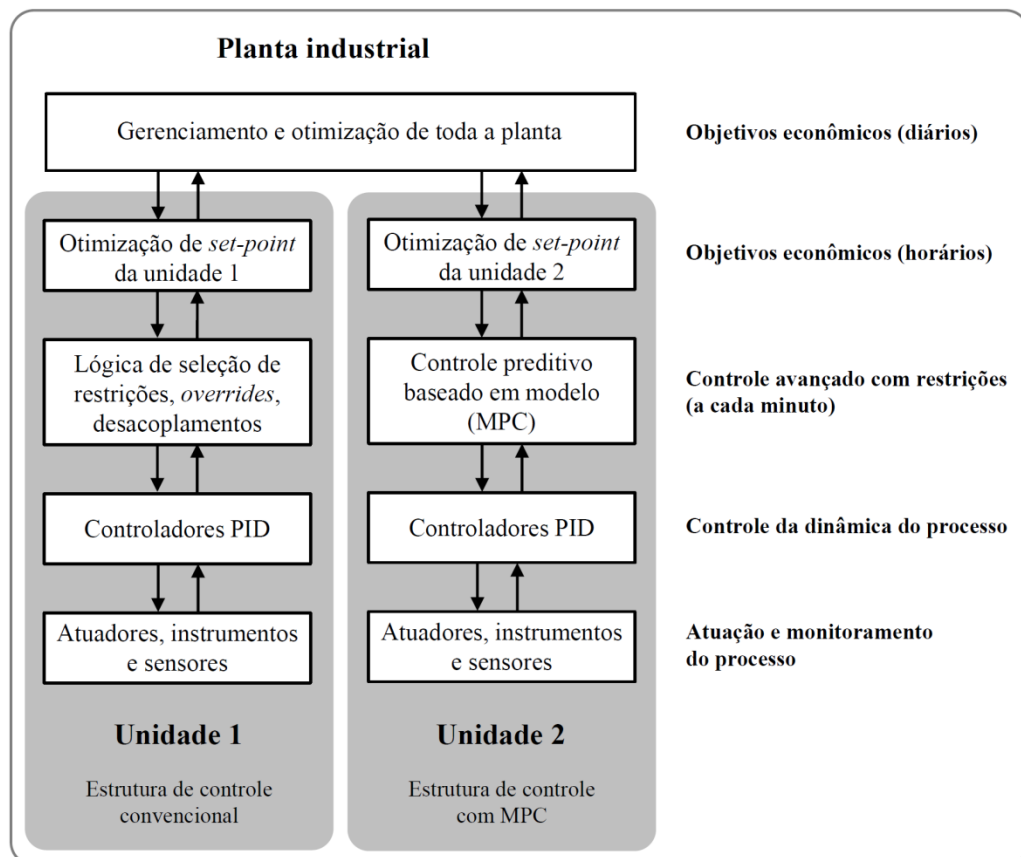 Planta industrial
Gerenciamento e otimização de toda a planta
Objetivos econômicos (diários)
Otimização de set-point
da unidade 1
Otimização de set-point
da unidade 2
Objetivos econômicos (horários)
Lógica de seleção de
restrições, overrides,
desacoplamentos
Controle preditivo
baseado em modelo
(MPC)
Controle avançado com restrições
(a cada minuto)
Controladores PID
Controladores PID
Controle da dinâmica do processo
Atuadores, instrumentos
e sensores
Atuadores, instrumentos
e sensores
Atuação e monitoramento
do processo
Unidade 1
Estrutura de controle
convencional
Unidade 2
Estrutura de controle
com MPC